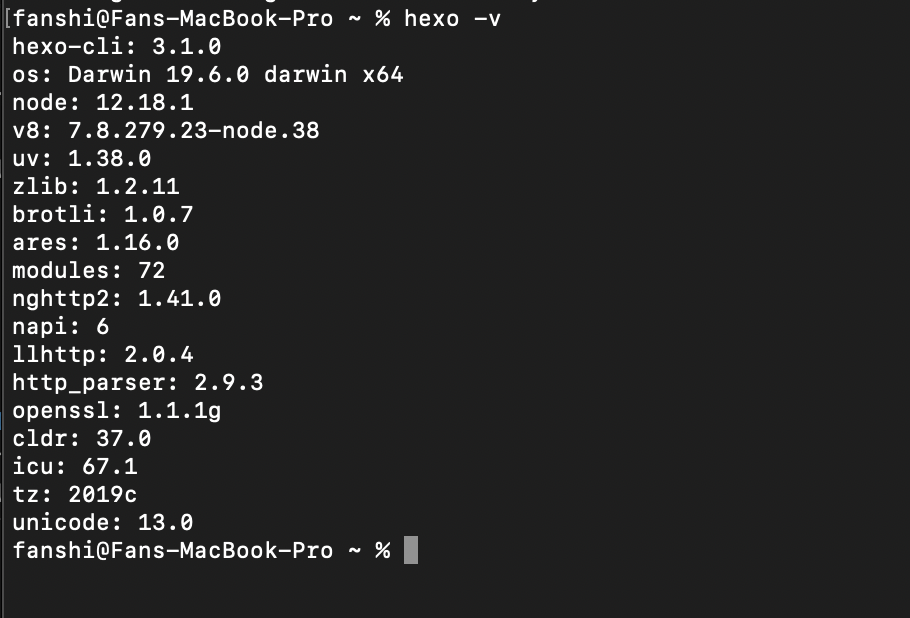 [fanshi@Fans-MacBook-Pro ~ % hexo -v
hexo-cli: 3.1.0
os: Darwin 19.6.0 darwin x64
node: 12.18.1
v8: 7.8.279.23-node.38
uv: 1.38.0
zlib: 1.2.11
brotli: 1.0.7
ares: 1.16.0
modules: 72
nghttp2: 1.41.0
napi: 6
llhttp: 2.0.4
http_parser: 2.9.3
openssl: 1.1.1g
cldr: 37.0
icu: 67.1
tz: 2019c
unicode: 13.0
fanshi@Fans-MacBook-Pro ~ %